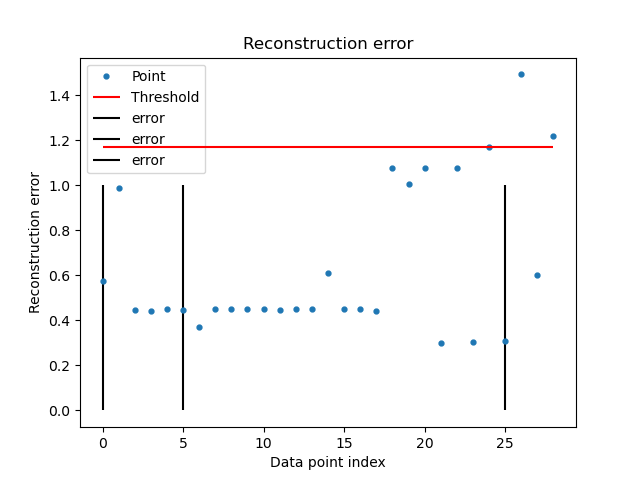 Reconstruction error
Point
Threshold
error
error
error
1.4
1.2
1.0
0.8
0.6
0.4
0.2
0.0
Reconstruction error
0 5 10 15 20 25
Data point index